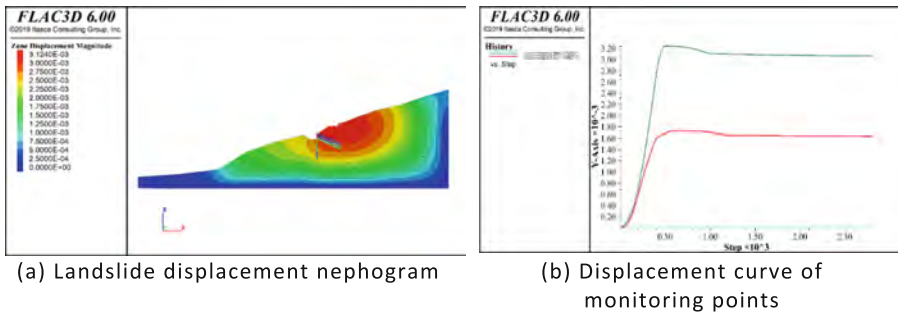 FLAC3D 6.00
©2019 Itasca Consulting Group, Inc.
Zone Displacement Magnitude
3.1240E-03
3.0000E-03
2.7500E-03
2.5000E-03
2.2500E-03
2.0000E-03
1.7500E-03
1.5000E-03
1.2500E-03
1.0000E-03
7.5000E-04
5.0000E-04
2.5000E-04
0.0000E+00
(a) Landslide displacement nephogram
FLAC3D 6.00
©2019 Itasca Consulting Group, Inc.
History
vs. Step
Y-Axis ×10^-3
3.20
3.00
2.80
2.60
2.40
2.20
2.00
1.80
1.60
1.40
1.20
1.00
0.80
0.60
0.40
0.20
0.50
1.00
1.50
2.00
2.50
Step ×10^3
(b) Displacement curve of
monitoring points